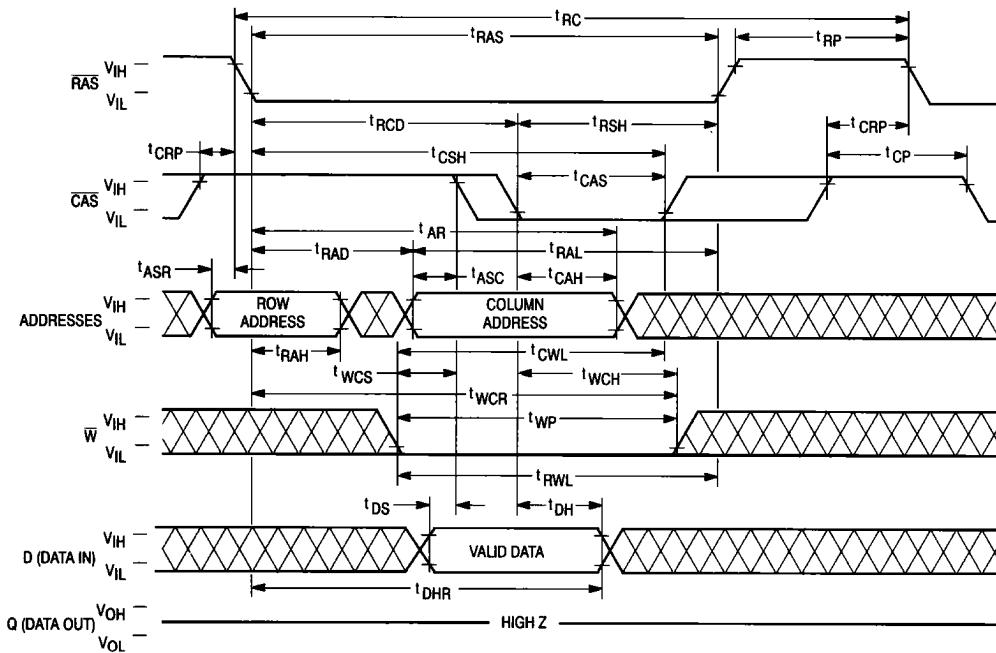 tRC
tRAS
tRP
VIH
RAS
VIL
tRCD
tRSH
tCRP
tCRP
tCSH
tCP
VIH
CAS
VIL
tCAS
tAR
tRAD
tRAL
tASR
tASC
tCAH
VIH
ADDRESSES
VIL
ROW ADDRESS
COLUMN ADDRESS
tRAH
tCWL
tWCS
tWCH
tWCR
VIH
W
VIL
tWP
tRWL
tDS
tDH
VIH
D (DATA IN)
VIL
VALID DATA
tDHR
VOH
Q (DATA OUT)
VOL
HIGH Z